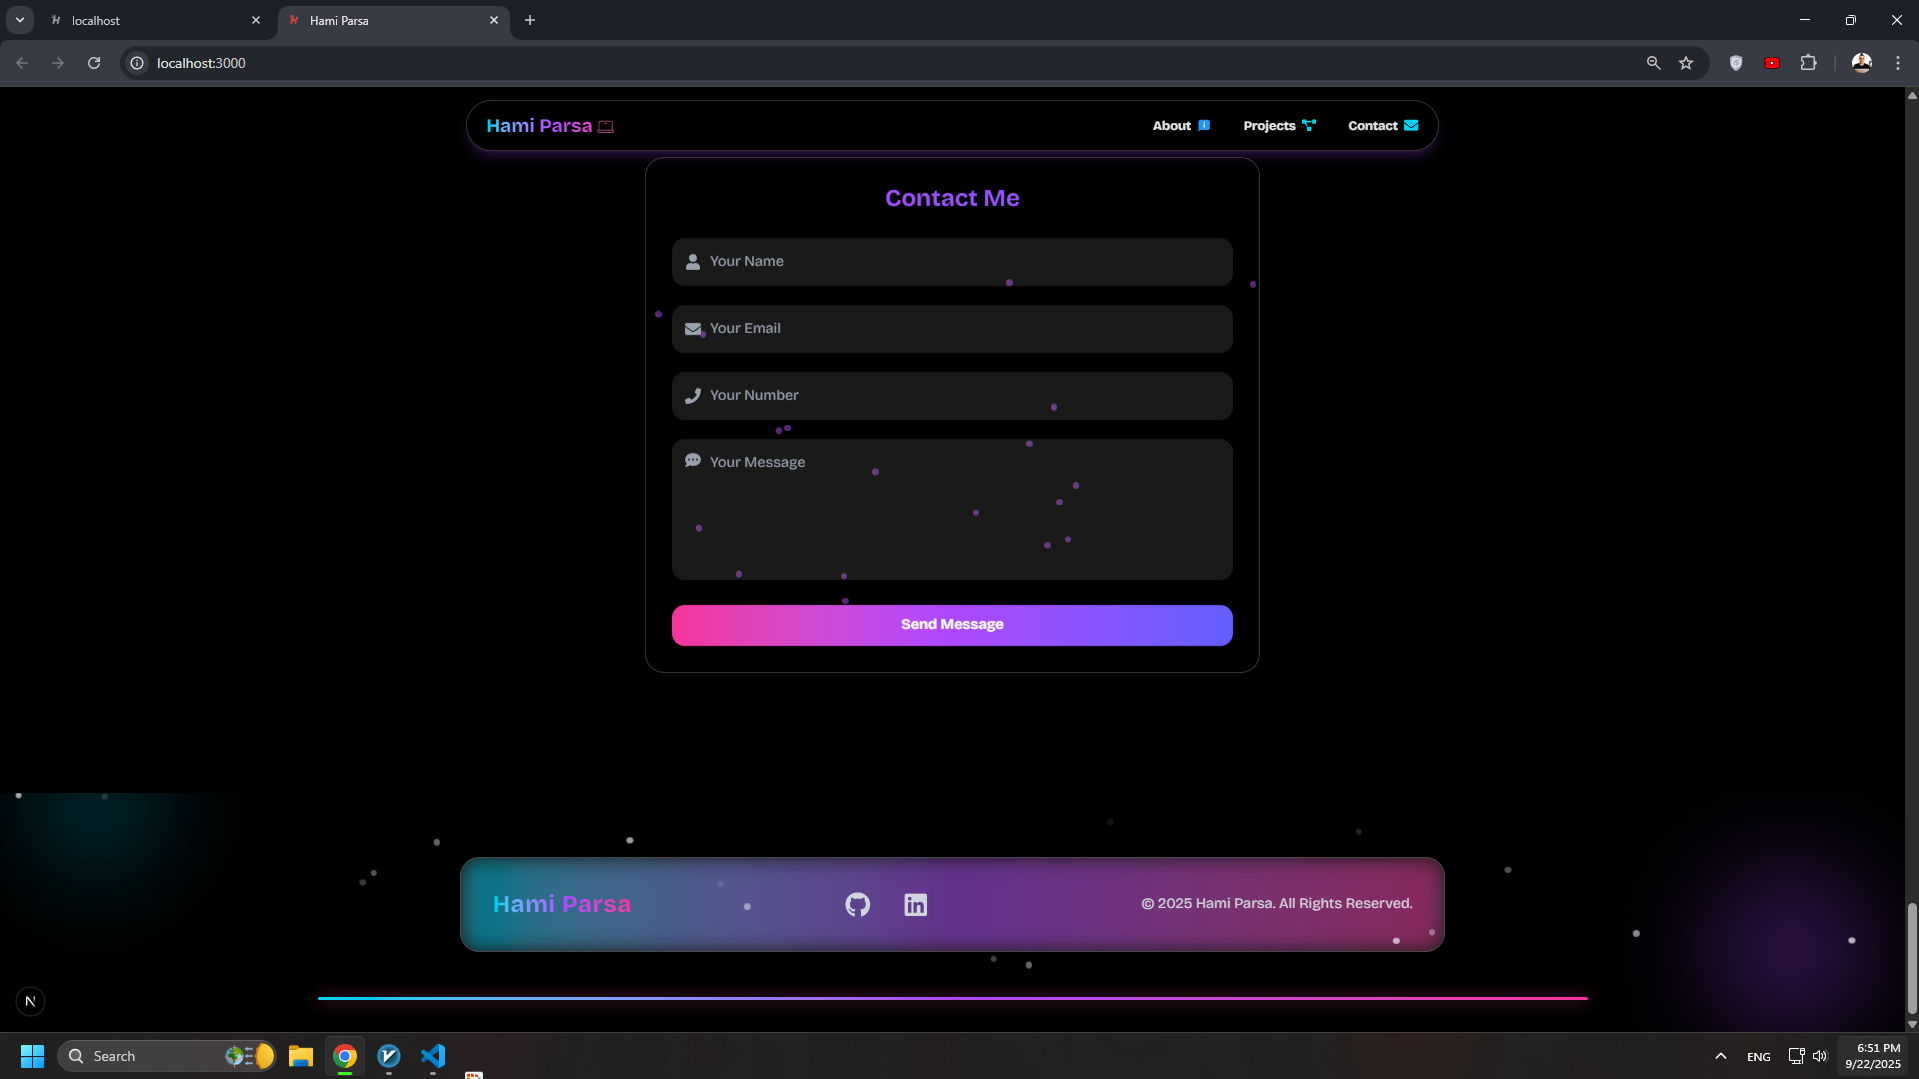 localhost
Hami Parsa
localhost:3000
Hami Parsa
About
Projects
Contact
Contact Me
Your Name
Your Email
Your Number
Your Message
Send Message
Hami Parsa
© 2025 Hami Parsa. All Rights Reserved.
N
Search
ENG
6:51 PM
9/22/2025